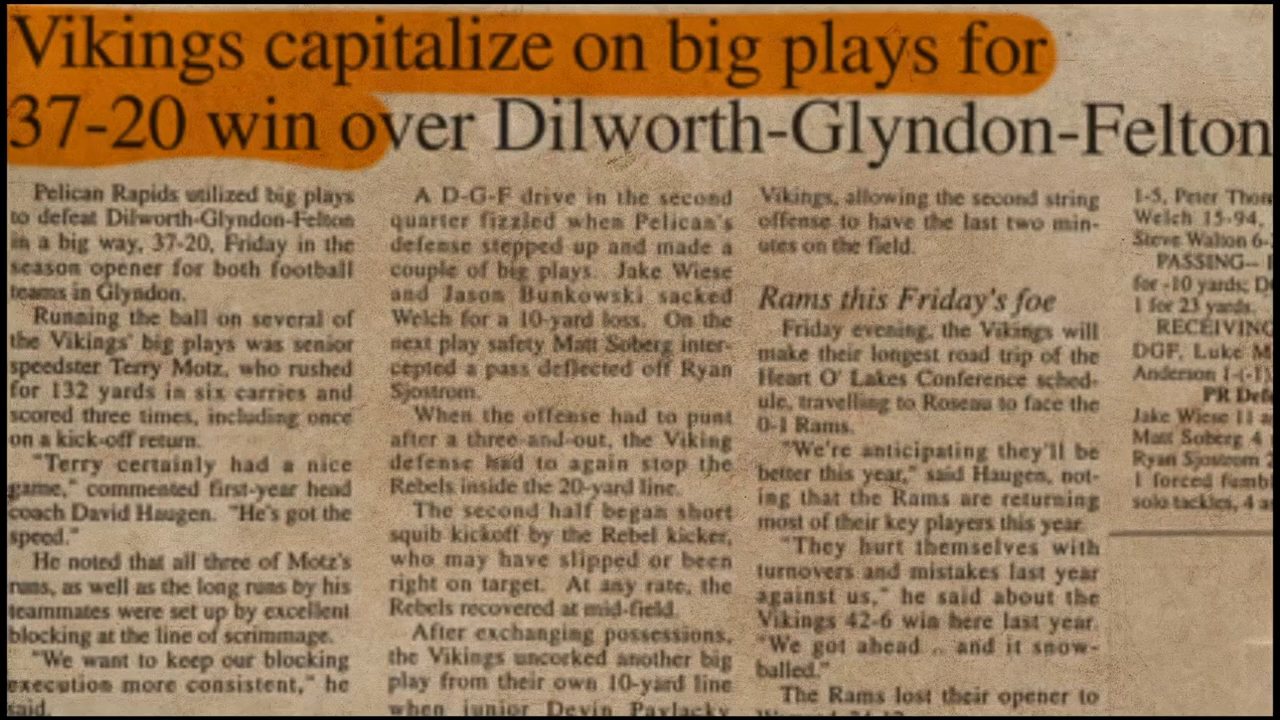 Vikings capitalize on big plays for
37-20 win over Dilworth-Glyndon-Felton
Pelican Rapids utilized big plays
to defeat Dilworth-Glyndon-Felton
in a big way, 37-20, Friday in the
season opener for both football
teams in Glyndon.
Running the ball on several of
the Vikings' big plays was senior
speedster Terry Motz, who rushed
for 132 yards in six carries and
scored three times, including once
on a kick-off return.
"Terry certainly had a nice
game," commented first-year head
coach David Haugen. "He's got the
speed."
He noted that all three of Motz's
runs, as well as the long runs by his
teammates were set up by excellent
blocking at the line of scrimmage.
"We want to keep our blocking
execution more consistent," he
said.
A D-G-F drive in the second
quarter fizzled when Pelican's
defense stepped up and made a
couple of big plays. Jake Wiese
and Jason Bunkowski sacked
Welch for a 10-yard loss. On the
next play safety Matt Soberg inter-
cepted a pass deflected off Ryan
Sjostrom.
When the offense had to punt
after a three-and-out, the Viking
defense had to again stop the
Rebels inside the 20-yard line.
The second half began short
squib kickoff by the Rebel kicker,
who may have slipped or been
right on target. At any rate, the
Rebels recovered at mid-field.
After exchanging possessions,
the Vikings uncorked another big
play from their own 10-yard line
when junior Devin Pavlacky
Vikings, allowing the second string
offense to have the last two min-
utes on the field.
Rams this Friday's foe
Friday evening, the Vikings will
make their longest road trip of the
Heart O' Lakes Conference sched-
ule, travelling to Roseau to face the
0-1 Rams.
"We're anticipating they'll be
better this year," said Haugen, not-
ing that the Rams are returning
most of their key players this year.
"They hurt themselves with
turnovers and mistakes last year
against us," he said about the
Vikings 42-6 win here last year.
"We got ahead .. and it snow-
balled."
The Rams lost their opener to
1-5, Peter Thom
Welch 15-94,
Steve Walton 6-
PASSING--
for -10 yards; D
1 for 23 yards.
RECEIVING
DGF, Luke M
Anderson 1-(-1)
PR Defe
Jake Wiese 11 a
Matt Soberg 4
Ryan Sjostrom 2
1 forced fumb
solo tackles, 4 a